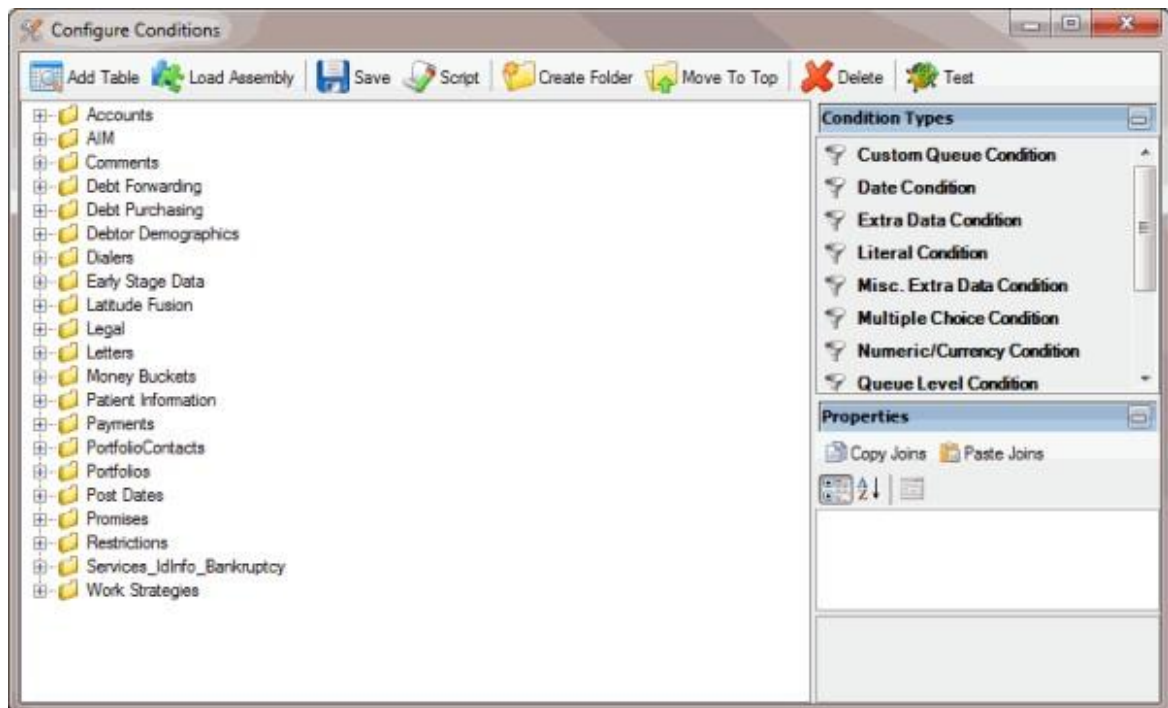 Configure Conditions
Add Table Load Assembly Save Script Create Folder Move To Top Delete Test
Accounts
AIM
Comments
Debt Forwarding
Debt Purchasing
Debtor Demographics
Dialers
Early Stage Data
Latitude Fusion
Legal
Letters
Money Buckets
Patient Information
Payments
PortfolioContacts
Portfolios
Post Dates
Promises
Restrictions
Services_IdInfo_Bankruptcy
Work Strategies
Condition Types
Custom Queue Condition
Date Condition
Extra Data Condition
Literal Condition
Misc. Extra Data Condition
Multiple Choice Condition
Numeric/Currency Condition
Queue Level Condition
Properties
Copy Joins Paste Joins